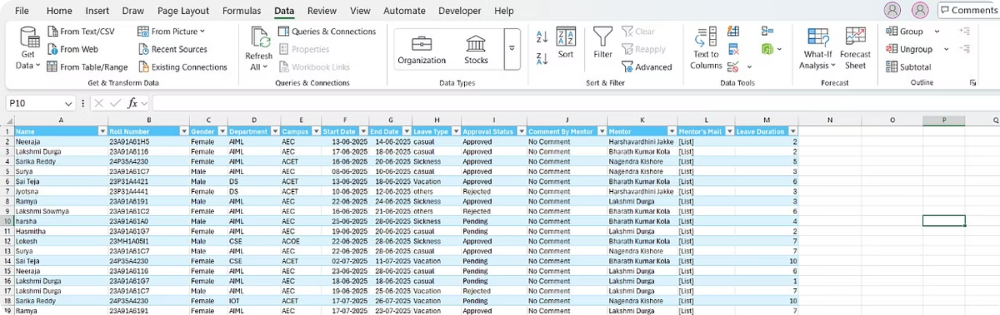 File Home Insert Draw Page Layout Formulas Data Review View Automate Developer Help Comments
Get Data
From Text/CSV
From Web
From Table/Range
From Picture
Recent Sources
Existing Connections
Get & Transform Data
Refresh All
Queries & Connections
Properties
Workbook Links
Queries & Connections
Organization Stocks
Data Types
Sort
Filter
Clear
Reapply
Advanced
Sort & Filter
Text to Columns
Data Tools
What-If Analysis
Forecast Sheet
Forecast
Group
Ungroup
Subtotal
Outline
P10 fx
A B C D E F G H I J K L M N O P Q
1 Name Roll Number Gender Department Campus Start Date End Date Leave Type Approval Status Comment By Mentor Mentor Mentor's Mail Leave Duration
2 Neeraja 23A91A61H5 Female AIML AEC 13-06-2025 14-06-2025 casual Approved No Comment Harshavardhini Jakke [List] 2
3 Lakshmi Durga 23A91A6116 Female AIML AEC 17-06-2025 18-06-2025 casual Approved No Comment Bharath Kumar Kola [List] 2
4 Sarika Reddy 24P35A4230 Female AIML ACET 16-06-2025 20-06-2025 Sickness Approved No Comment Nagendra Kishore [List] 5
5 Surya 23A91A61C7 Male AIML AEC 08-06-2025 10-06-2025 casual Approved No Comment Nagendra Kishore [List] 3
6 Sai Teja 23P31A4421 Male DS ACET 13-06-2025 18-06-2025 Vacation Approved No Comment Bharath Kumar Kola [List] 6
7 Jyotsna 23P31A4441 Female DS ACET 10-06-2025 12-06-2025 others Rejected No Comment Harshavardhini Jakke [List] 3
8 Ramya 23A91A6191 Male AIML AEC 22-06-2025 24-06-2025 Sickness Approved No Comment Lakshmi Durga [List] 3
9 Lakshmi Sowmya 23A91A61C2 Female AIML AEC 16-06-2025 21-06-2025 others Rejected No Comment Bharath Kumar Kola [List] 6
10 harsha 23A91A61A0 Male AIML AEC 25-06-2025 28-06-2025 Sickness Pending No Comment Bharath Kumar Kola [List] 4
11 Hasmitha 23A91A61G7 Female AIML AEC 19-06-2025 20-06-2025 casual Pending No Comment Lakshmi Durga [List] 2
12 Lokesh 23MH1A05I1 Male CSE ACOE 22-06-2025 28-06-2025 Sickness Approved No Comment Bharath Kumar Kola [List] 7
13 Surya 23A91A61C7 Male AIML AEC 22-06-2025 28-06-2025 casual Approved No Comment Nagendra Kishore [List] 7
14 Sai Teja 24P35A4230 Female CSE ACET 02-07-2025 11-07-2025 Vacation Pending No Comment Bharath Kumar Kola [List] 10
15 Neeraja 23A91A6116 Female AIML AEC 23-06-2025 28-06-2025 casual Pending No Comment Lakshmi Durga [List] 6
16 Lakshmi Durga 23A91A61G7 Female AIML AEC 18-06-2025 18-06-2025 casual Pending No Comment Lakshmi Durga [List] 1
17 Lakshmi Durga 23A91A61C7 Male AIML AEC 19-06-2025 25-06-2025 Vacation Rejected No Comment Lakshmi Durga [List] 7
18 Sarika Reddy 24P35A4230 Female IOT ACET 17-07-2025 26-07-2025 Vacation Pending No Comment Nagendra Kishore [List] 10
19 Ramya 23A91A6191 Female AIML AEC 17-07-2025 23-07-2025 Vacation Approved No Comment Lakshmi Durga [List] 7